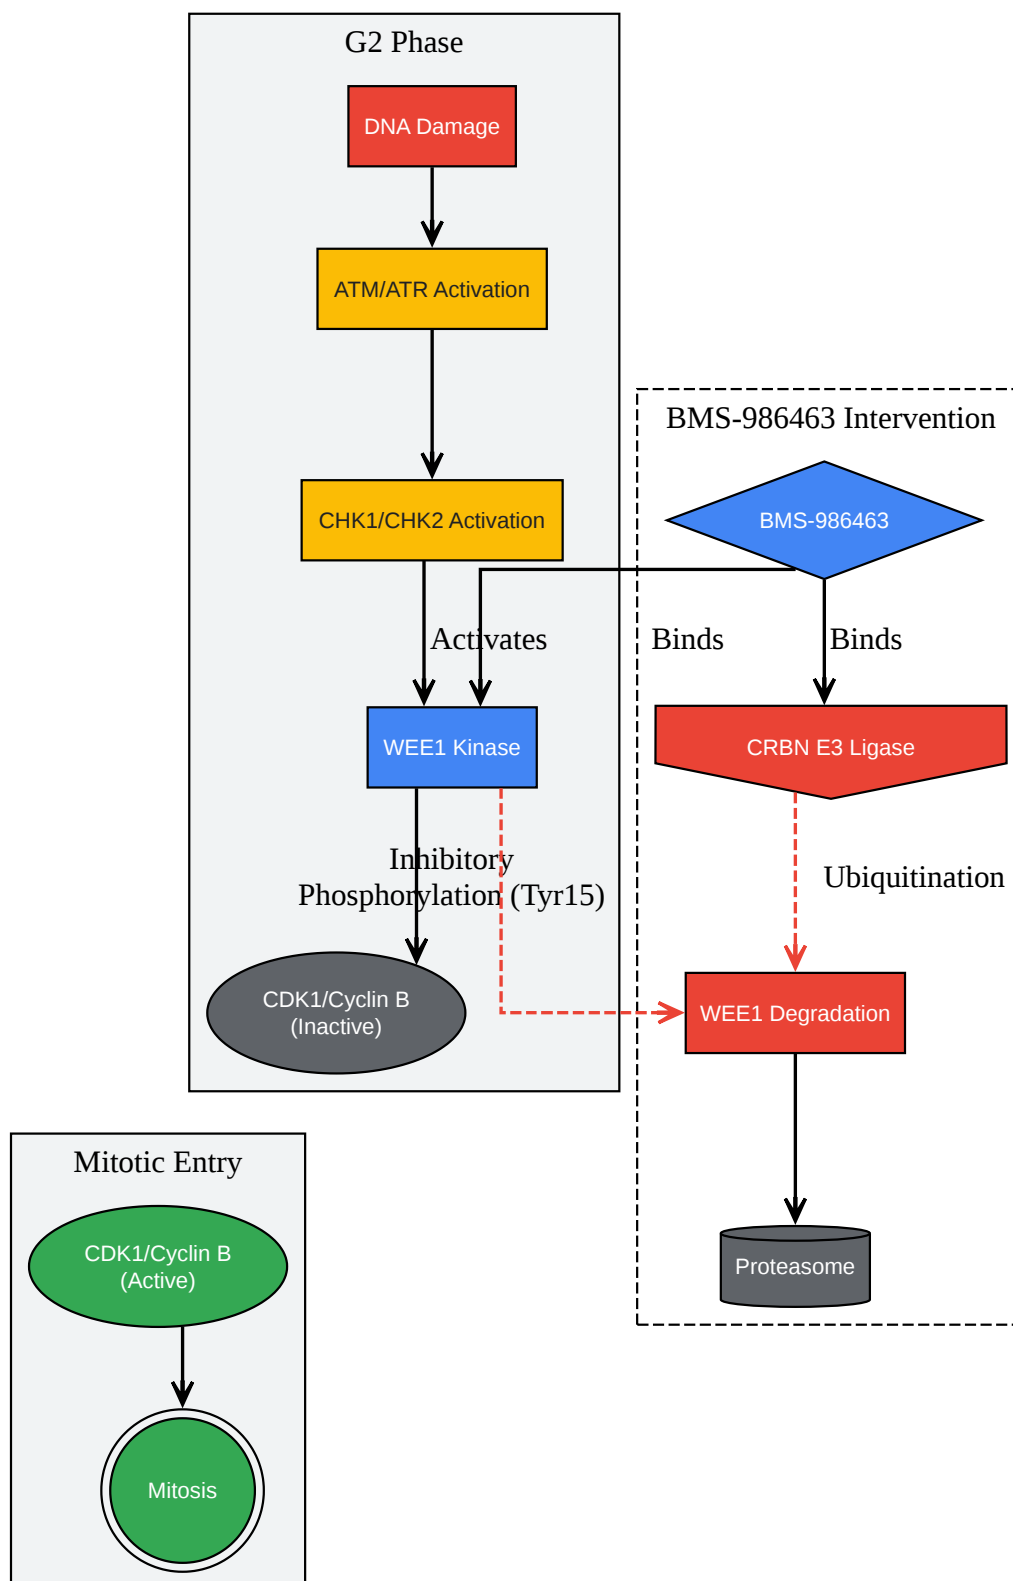 G2 Phase
DNA Damage
ATM/ATR Activation
CHK1/CHK2 Activation
Activates
WEE1 Kinase
Inhibitory
Phosphorylation (Tyr15)
CDK1/Cyclin B
(Inactive)
BMS-986463 Intervention
BMS-986463
Binds
Binds
CRBN E3 Ligase
Ubiquitination
WEE1 Degradation
Proteasome
Mitotic Entry
CDK1/Cyclin B
(Active)
Mitosis